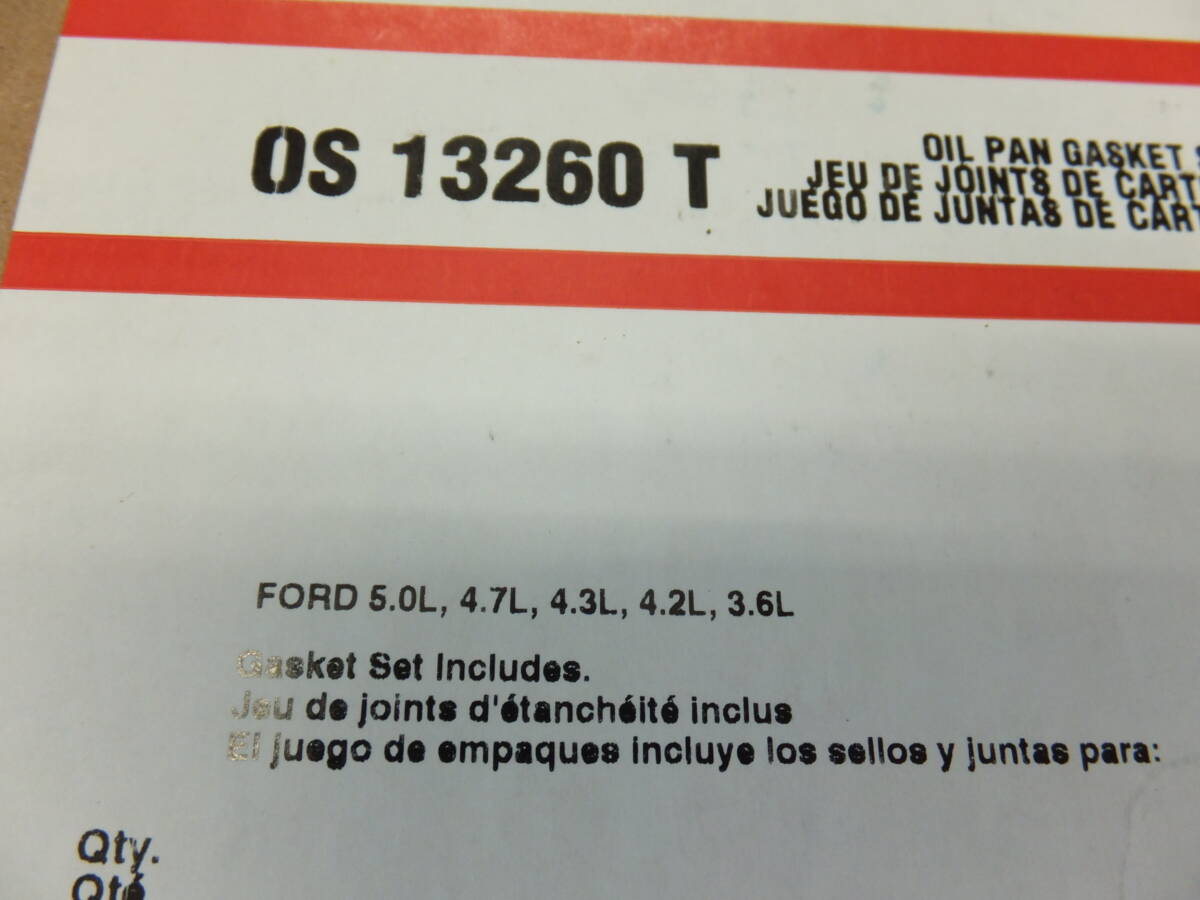 OS 13260 T
OIL PAN GASKET
JEU DE JOINTS DE
JUEGO DE JUNTAS DE
FORD 5.0L, 4.7L, 4.3L, 4.2L, 3.6L
Gasket Set Includes.
Jeu de joints d'étanchéité inclus
El juego de empaques incluye los sellos y juntas para:
Qty.
Qté